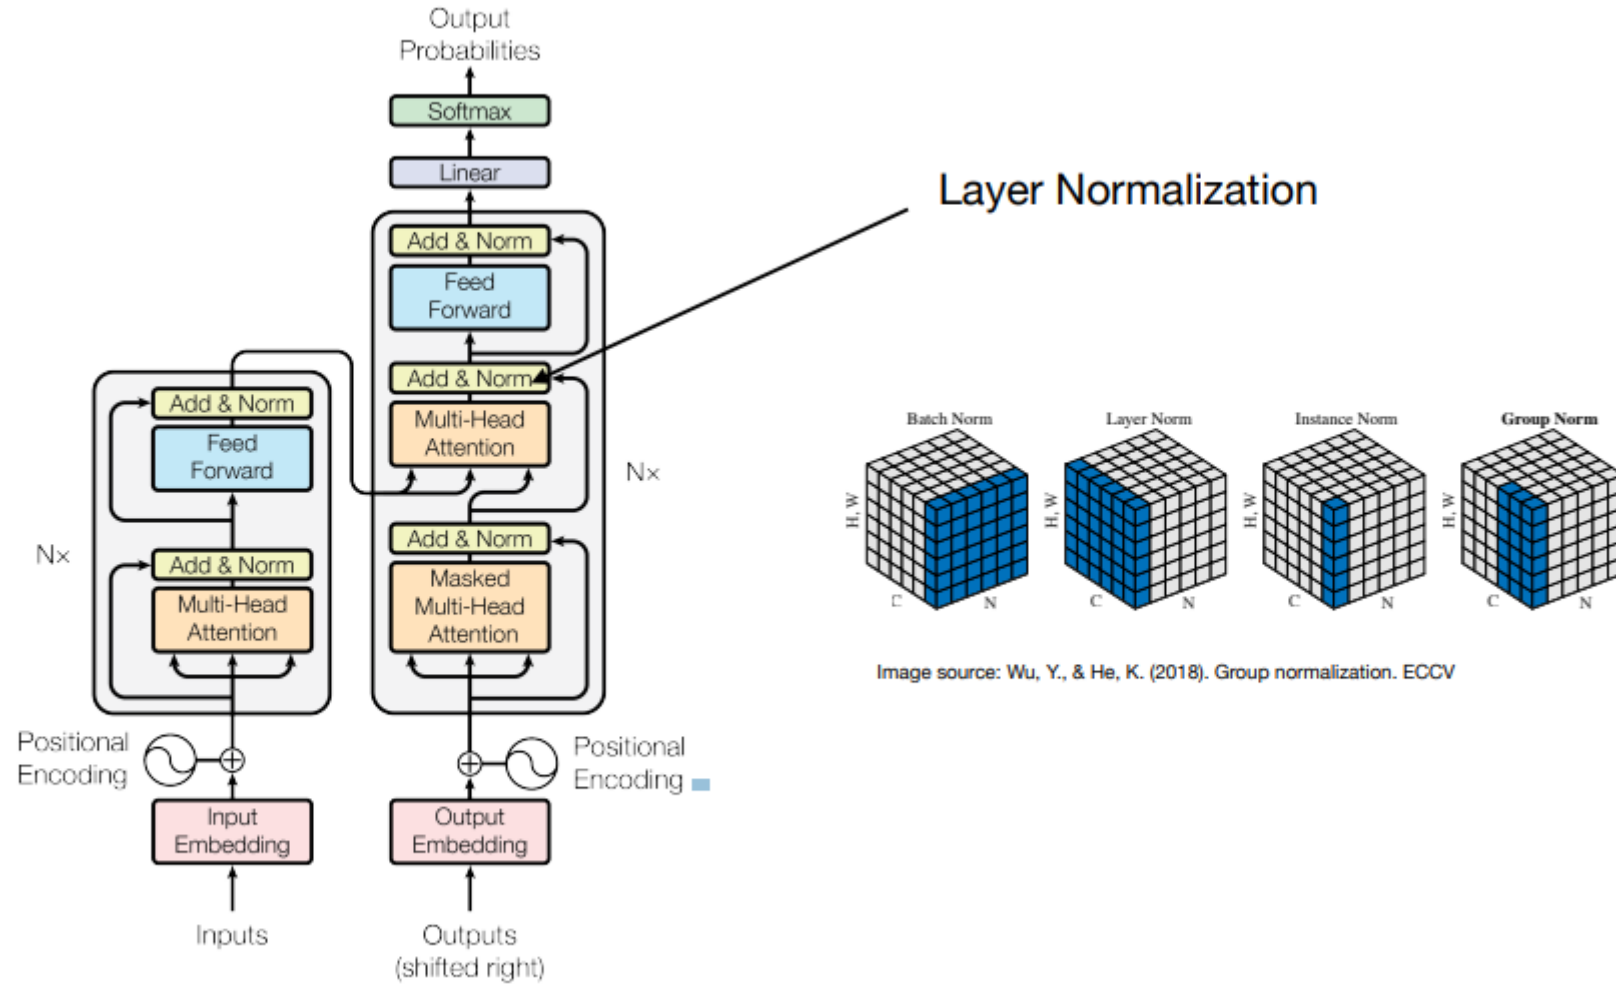 Output
Probabilities
Softmax
Linear
Add & Norm
Feed
Forward
Add & Norm
Multi-Head
Attention
Add & Norm
Masked
Multi-Head
Attention
Nx
Add & Norm
Feed
Forward
Add & Norm
Multi-Head
Attention
Nx
Positional
Encoding
Positional
Encoding
Input
Embedding
Output
Embedding
Inputs
Outputs
(shifted right)
Layer Normalization
Batch Norm
H, W
C
N
Layer Norm
H, W
C
N
Instance Norm
H, W
C
N
Group Norm
H, W
C
N
Image source: Wu, Y., & He, K. (2018). Group normalization. ECCV